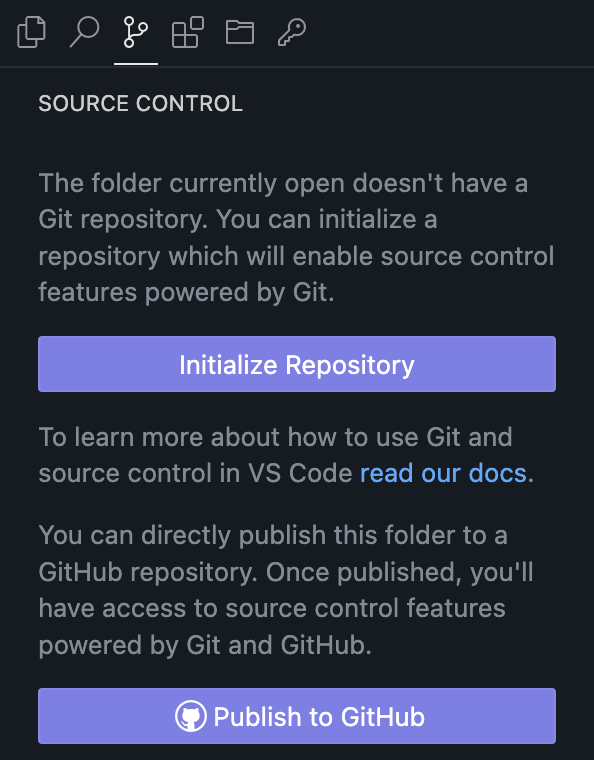 SOURCE CONTROL
The folder currently open doesn't have a
Git repository. You can initialize a
repository which will enable source control
features powered by Git.
Initialize Repository
To learn more about how to use Git and
source control in VS Code read our docs.
You can directly publish this folder to a
GitHub repository. Once published, you'll
have access to source control features
powered by Git and GitHub.
Publish to GitHub